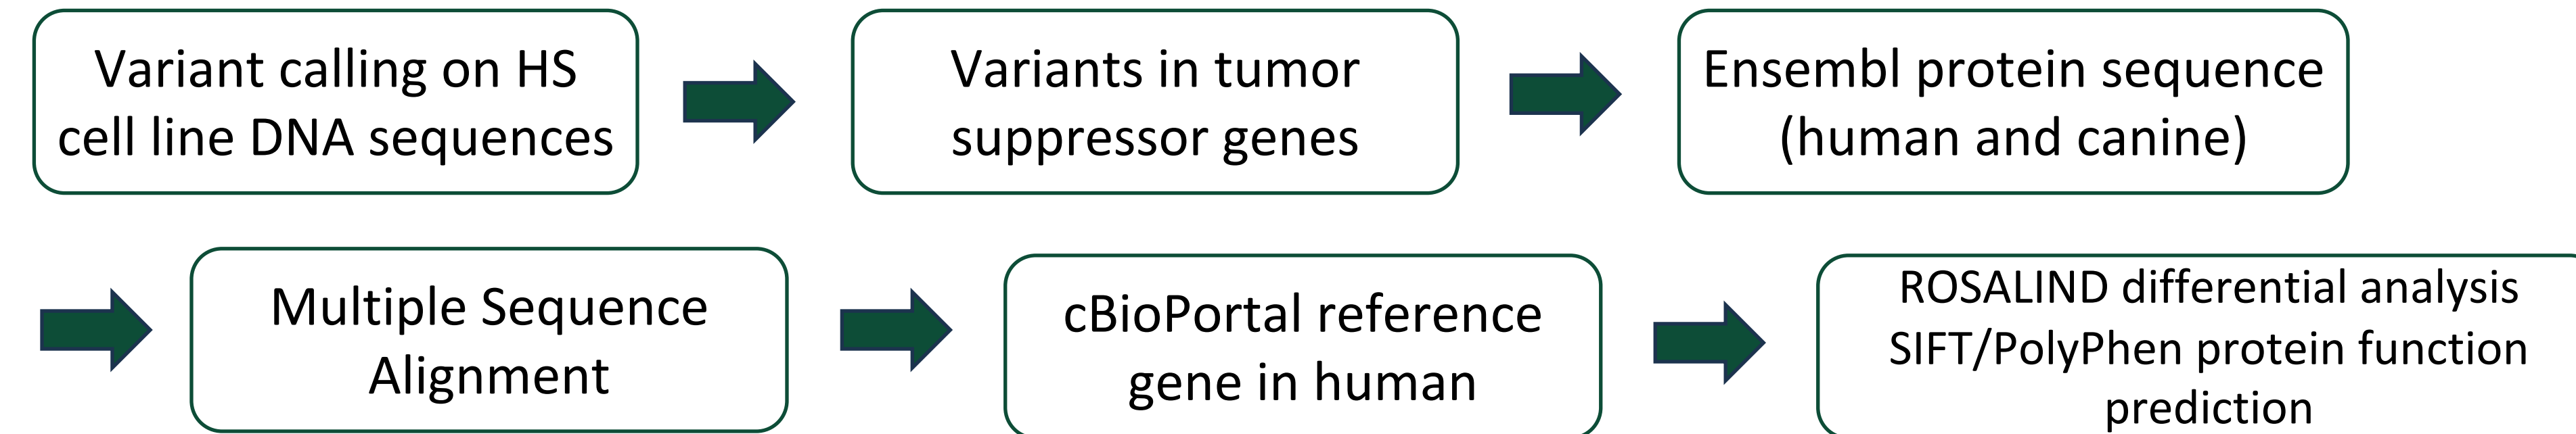 Variant calling on HS
cell line DNA sequences
Variants in tumor
suppressor genes
Ensembl protein sequence
(human and canine)
Multiple Sequence
Alignment
cBioPortal reference
gene in human
ROSALIND differential analysis
SIFT/PolyPhen protein function
prediction